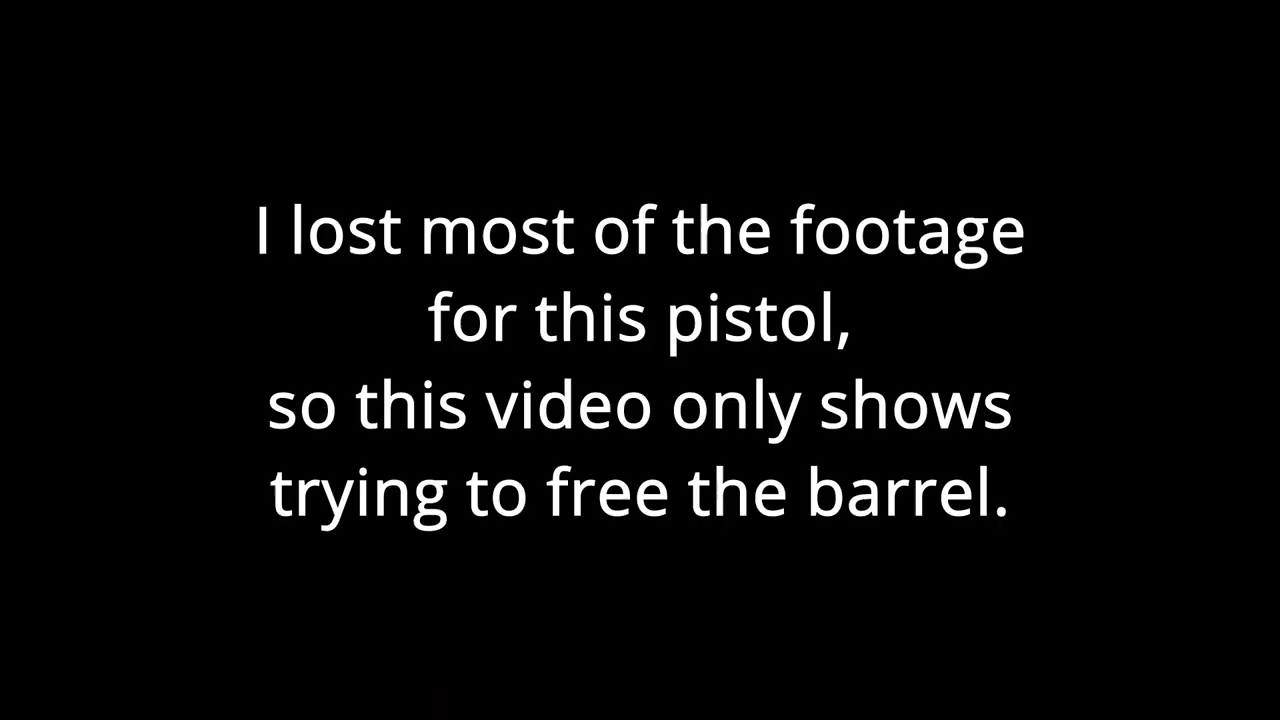 I lost most of the footage
for this pistol,
so this video only shows
trying to free the barrel.